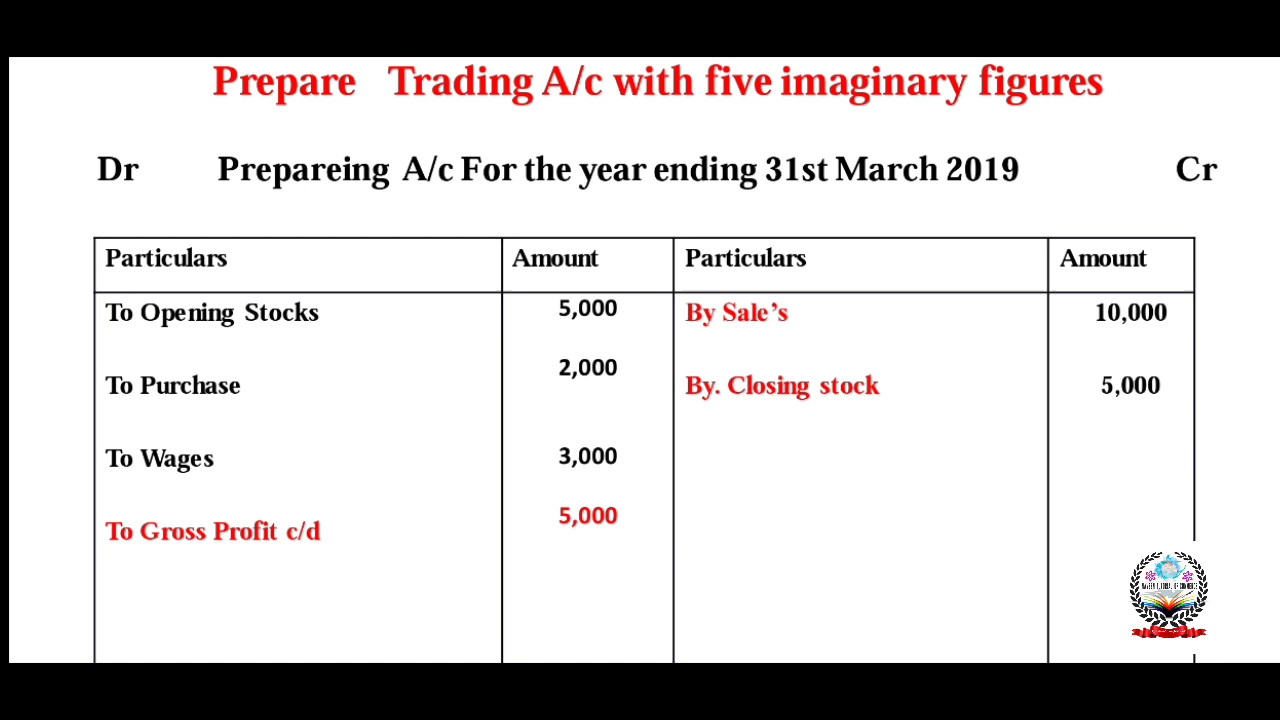 Prepare Trading A/c with five imaginary figures
Dr Prepareing A/c For the year ending 31st March 2019 Cr
Particulars Amount Particulars Amount
To Opening Stocks 5,000 By Sale’s 10,000
To Purchase 2,000 By. Closing stock 5,000
To Wages 3,000
To Gross Profit c/d 5,000